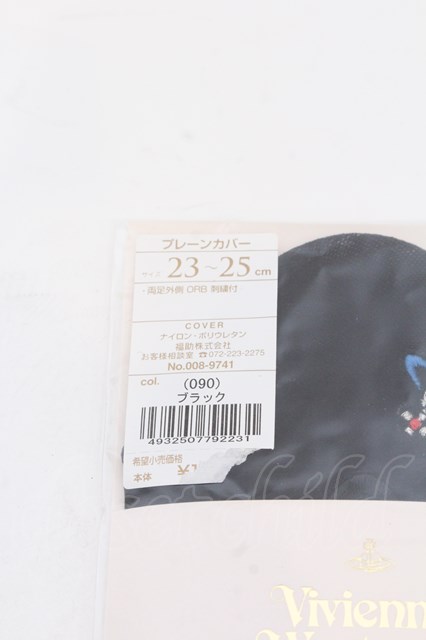 プレーンカバー
サイズ 23~25cm
・両足外側 ORB 刺繍付
COVER
ナイロン・ポリウレタン
福助株式会社
お客様相談室 ☎072-223-2275
No.008-9741
col. (090)
ブラック
4932507792231
希望小売価格
本体
Vivienn